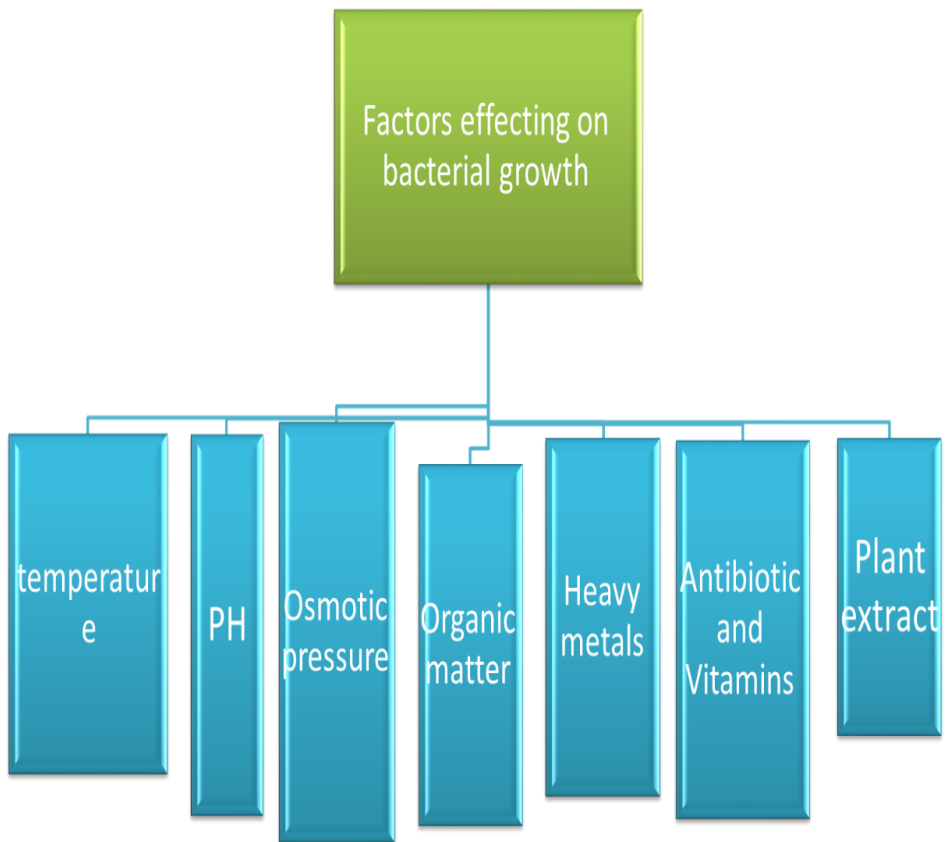 Factors effecting on
bacterial growth
temperatur
e
PH
Osmotic
pressure
Organic
matter
Heavy
metals
Antibiotic
and
Vitamins
Plant
extract